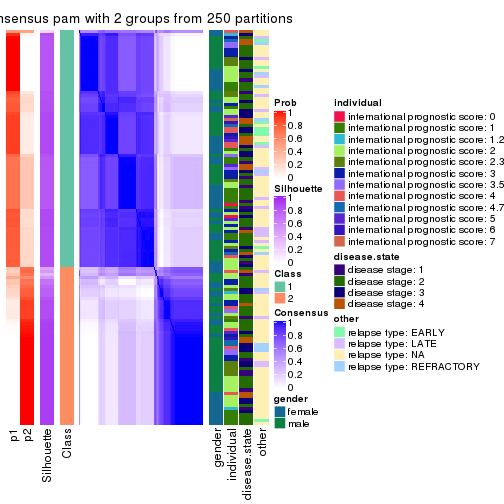 nsensus pam with 2 groups from 250 partitions
Prob
1
0.8
0.6
0.4
0.2
0
Silhouette
1
0.8
0.6
0.4
0.2
0
Class
1
2
Consensus
1
0.8
0.6
0.4
0.2
0
gender
female
male
individual
international prognostic score: 0
international prognostic score: 1
international prognostic score: 1.2
international prognostic score: 2
international prognostic score: 2.3
international prognostic score: 3
international prognostic score: 3.5
international prognostic score: 4
international prognostic score: 4.7
international prognostic score: 5
international prognostic score: 6
international prognostic score: 7
disease.state
disease stage: 1
disease stage: 2
disease stage: 3
disease stage: 4
other
relapse type: EARLY
relapse type: LATE
relapse type: NA
relapse type: REFRACTORY
p1
p2
Silhouette
Class
gender
individual
disease.state
other